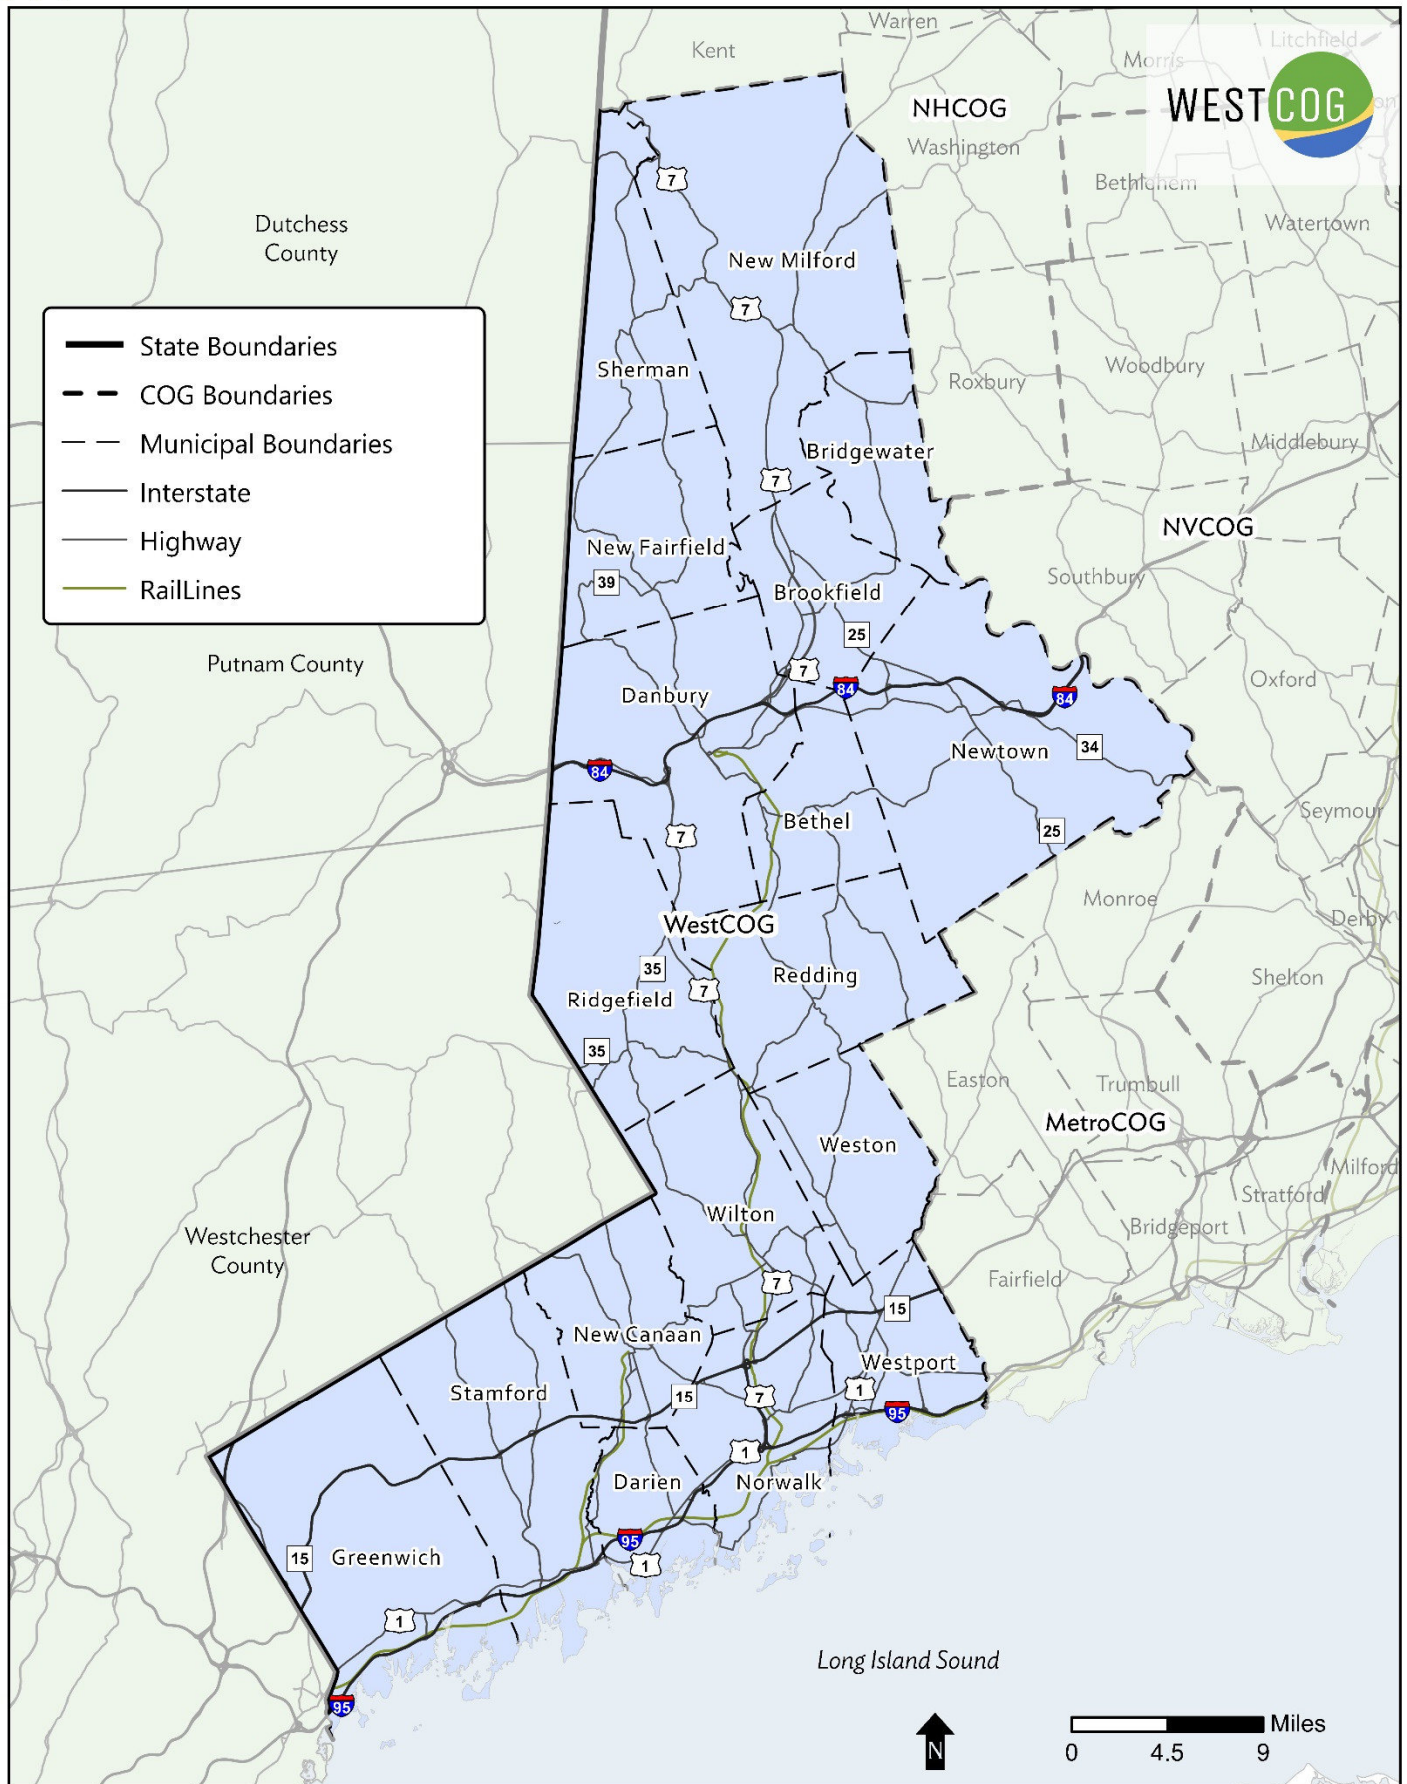 Warren
Kent
Litchfield
Morris
WESTCOG
NHCOG
Washington
Bethlehem
7
Dutchess
County
Watertown
New Milford
7
State Boundaries
COG Boundaries
Municipal Boundaries
Interstate
Highway
RailLines
Sherman
Woodbury
Roxbury
Middlebury
Bridgewater
7
NVCOG
New Fairfield
39
Southbury
Brookfield
25
Putnam County
7
84
84
Oxford
Danbury
34
Newtown
84
Seymour
Bethel
25
7
Monroe
Derby
WestCOG
35
Redding
Shelton
7
Ridgefield
35
Easton
Trumbull
MetroCOG
Weston
Milford
Stratford
Wilton
Bridgeport
Westchester
County
7
Fairfield
15
New Canaan
Westport
Stamford
15
7
1
95
1
Darien
Norwalk
95
15
Greenwich
1
1
Long Island Sound
95
N
Miles
0 4.5 9